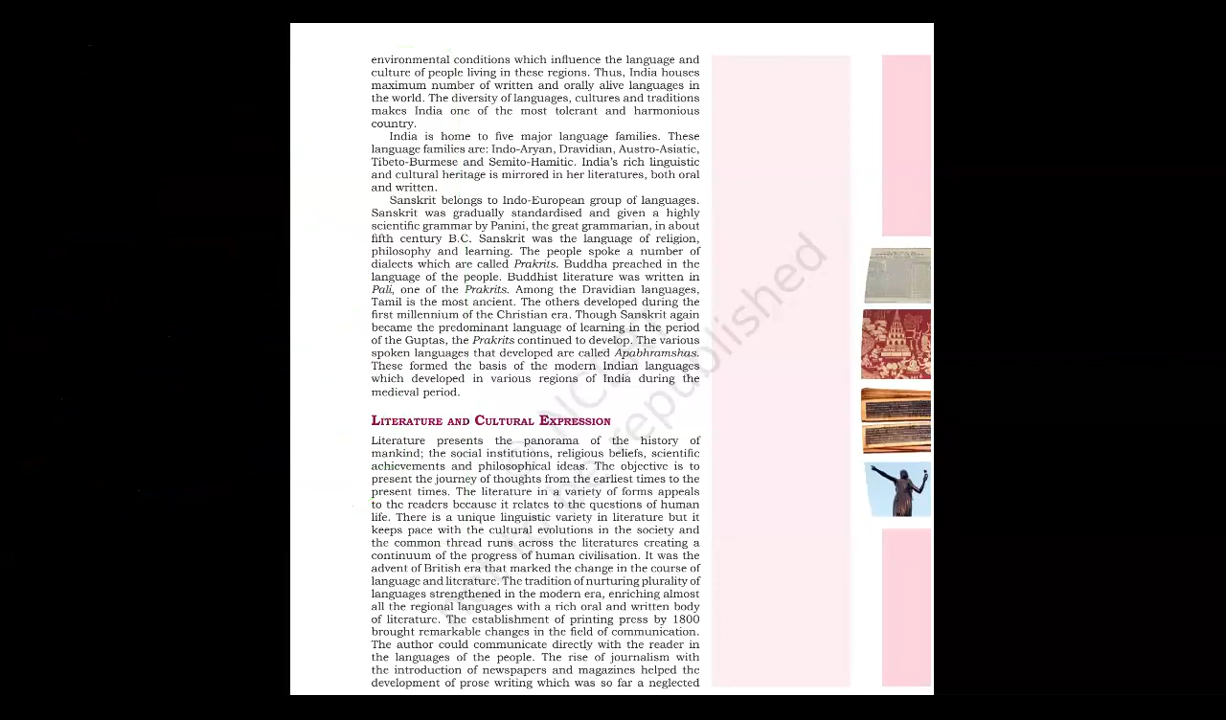 environmental conditions which influence the language and
culture of people living in these regions. Thus, India houses
maximum number of written and orally alive languages in
the world. The diversity of languages, cultures and traditions
makes India one of the most tolerant and harmonious
country.
India is home to five major language families. These
language families are: Indo-Aryan, Dravidian, Austro-Asiatic,
Tibeto-Burmese and Semito-Hamitic. India's rich linguistic
and cultural heritage is mirrored in her literatures, both oral
and written.
Sanskrit belongs to Indo-European group of languages.
Sanskrit was gradually standardised and given a highly
scientific grammar by Panini, the great grammarian, in about
fifth century B.C. Sanskrit was the language of religion,
philosophy and learning. The people spoke a number of
dialects which are called Prakrits. Buddha preached in the
language of the people. Buddhist literature was written in
Pali, one of the Prakrits. Among the Dravidian languages,
Tamil is the most ancient. The others developed during the
first millennium of the Christian era. Though Sanskrit again
became the predominant language of learning in the period
of the Guptas, the Prakrits continued to develop. The various
spoken languages that developed are called Apabhramshas.
These formed the basis of the modern Indian languages
which developed in various regions of India during the
medieval period.
Literature and Cultural Expression
Literature presents the panorama of the history of
mankind; the social institutions, religious beliefs, scientific
achievements and philosophical ideas. The objective is to
present the journey of thoughts from the earliest times to the
present times. The literature in a variety of forms appeals
to the readers because it relates to the questions of human
life. There is a unique linguistic variety in literature but it
keeps pace with the cultural evolutions in the society and
the common thread runs across the literatures creating a
continuum of the progress of human civilisation. It was the
advent of British era that marked the change in the course of
language and literature. The tradition of nurturing plurality of
languages strengthened in the modern era, enriching almost
all the regional languages with a rich oral and written body
of literature. The establishment of printing press by 1800
brought remarkable changes in the field of communication.
The author could communicate directly with the reader in
the languages of the people. The rise of journalism with
the introduction of newspapers and magazines helped the
development of prose writing which was so far a neglected
republished